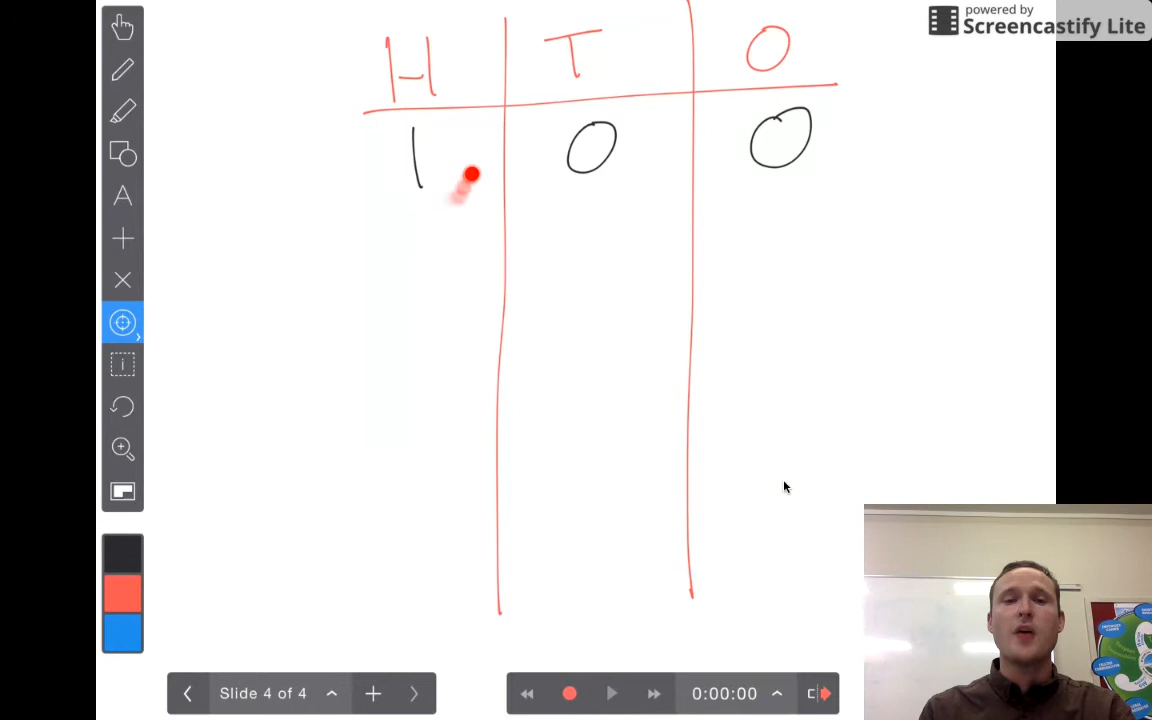 powered by
Screencastify Lite
H T O
1 0 0
A
i
Slide 4 of 4
0:00:00